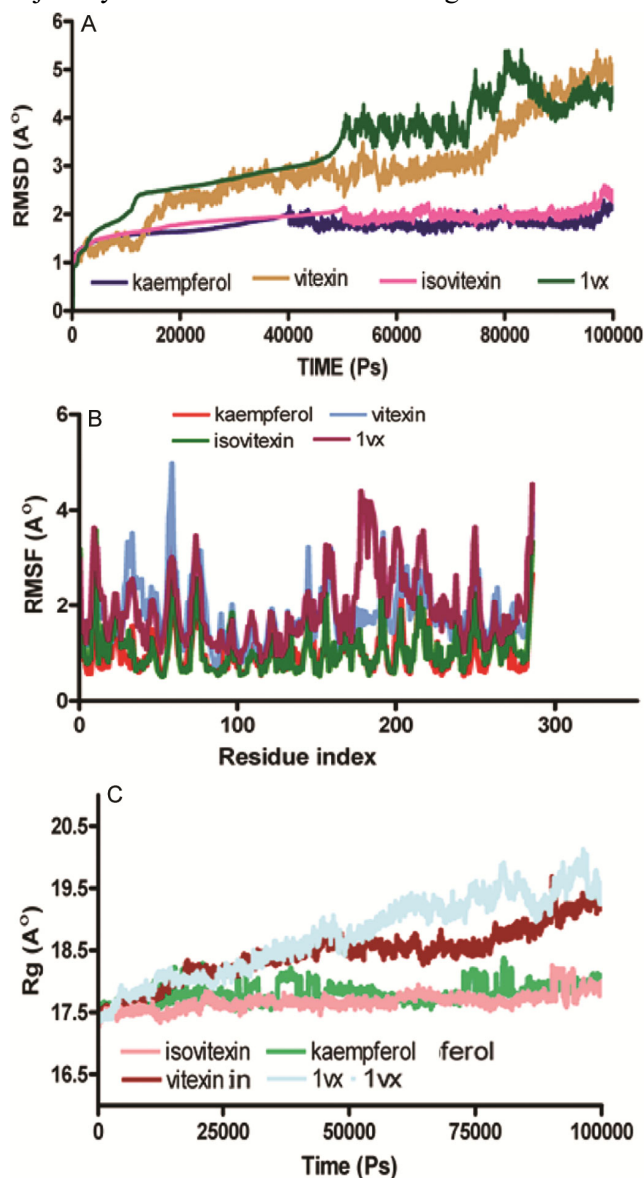 A
6
5
4
3
2
1
0
RMSD (A°)
kaempferol vitexin isovitexin 1vx
0 20000 40000 60000 80000 100000
TIME (Ps)
B
kaempferol vitexin
isovitexin 1vx
6
4
2
0
RMSF (A°)
0 100 200 300
Residue index
C
20.5
19.5
18.5
17.5
16.5
Rg (A°)
isovitexin kaempferol ferol
vitexin in 1vx 1vx
0 25000 50000 75000 100000
Time (Ps)